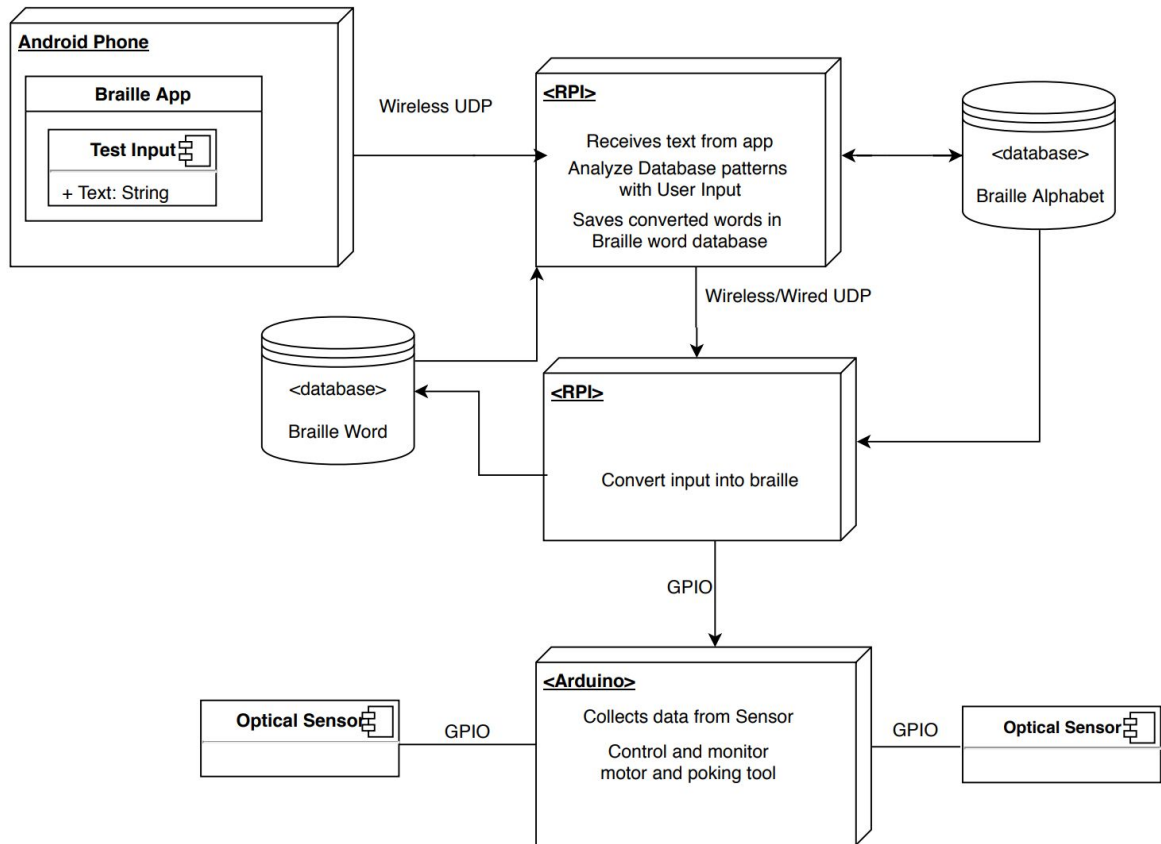 Android Phone
Braille App
Test Input
+ Text: String
Wireless UDP
<RPI>
Receives text from app
Analyze Database patterns
with User Input
Saves converted words in
Braille word database
<database>
Braille Alphabet
Wireless/Wired UDP
<database>
Braille Word
<RPI>
Convert input into braille
GPIO
<Arduino>
Collects data from Sensor
Control and monitor
motor and poking tool
Optical Sensor
GPIO
GPIO
Optical Sensor